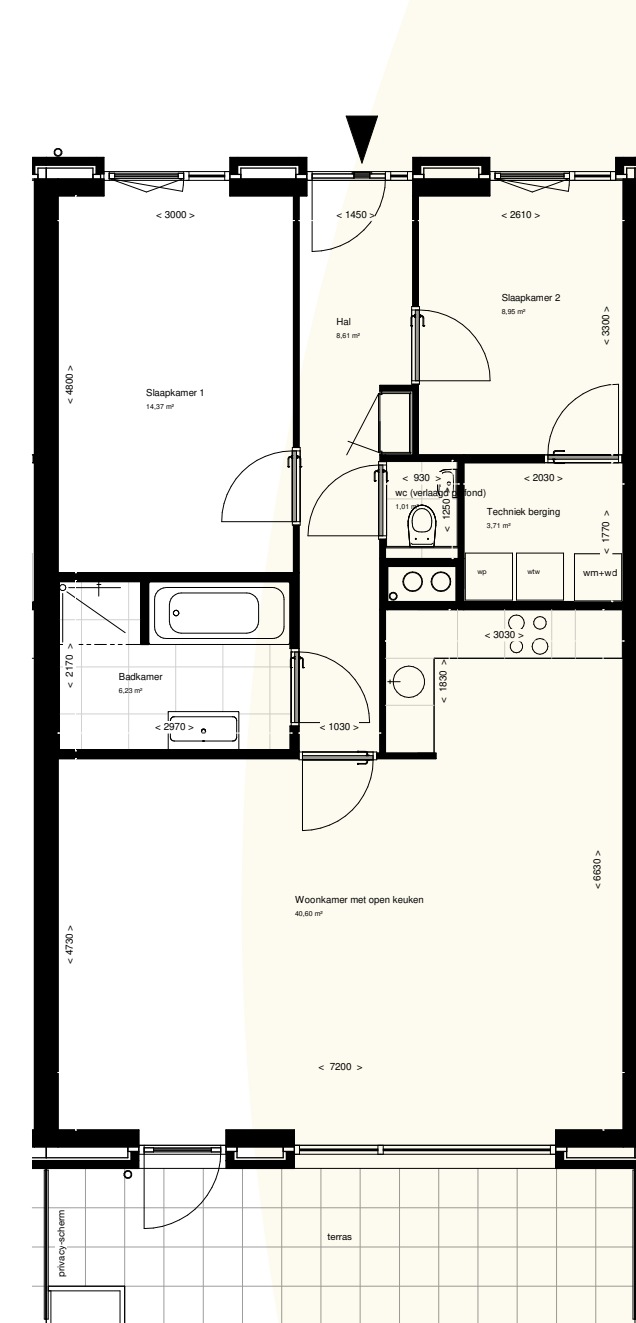 < 3000 >
< 1450 >
< 2610 >
Slaapkamer 2
8,95 m²
< 3300 >
Hal
8,61 m²
< 4800 >
Slaapkamer 1
14,37 m²
< 930 >
< 2030 >
wc (verlaagd plafond)
1,01 m²
< 1250 >
Techniek berging
3,71 m²
< 1770 >
wp
wtw
wm+wd
< 3030 >
< 2170 >
Badkamer
6,23 m²
< 1830 >
< 2970 >
< 1030 >
< 6630 >
Woonkamer met open keuken
40,60 m²
< 4730 >
< 7200 >
privacy-scherm
terras